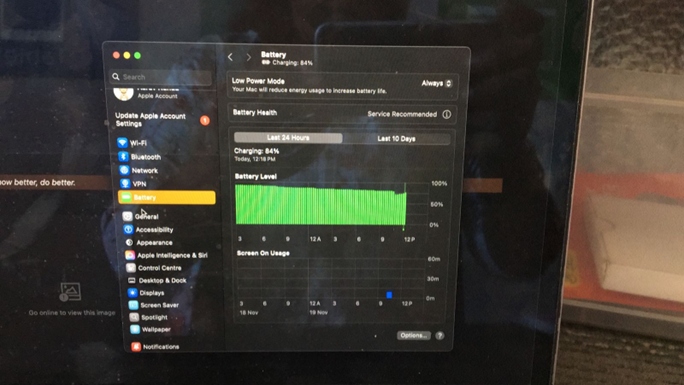 Battery
Charging: 84%
Search
Apple Account
Low Power Mode
Always
Your Mac will reduce energy usage to increase battery life.
Update Apple Account
Settings
1
Battery Health
Service Recommended
Wi-Fi
Bluetooth
Network
VPN
Battery
General
Accessibility
Appearance
Apple Intelligence & Siri
Control Centre
Desktop & Dock
Displays
Screen Saver
Spotlight
Wallpaper
Notifications
Last 24 Hours
Last 10 Days
Charging: 84%
Today, 12:18 PM
Battery Level
100%
50%
0%
3 6 9 12 A 3 6 9 12 P
Screen On Usage
60m
30m
0m
3 6 9 12 A 3 6 9 12 P
18 Nov 19 Nov
Options...
?
now better, do better.
Go online to view this image